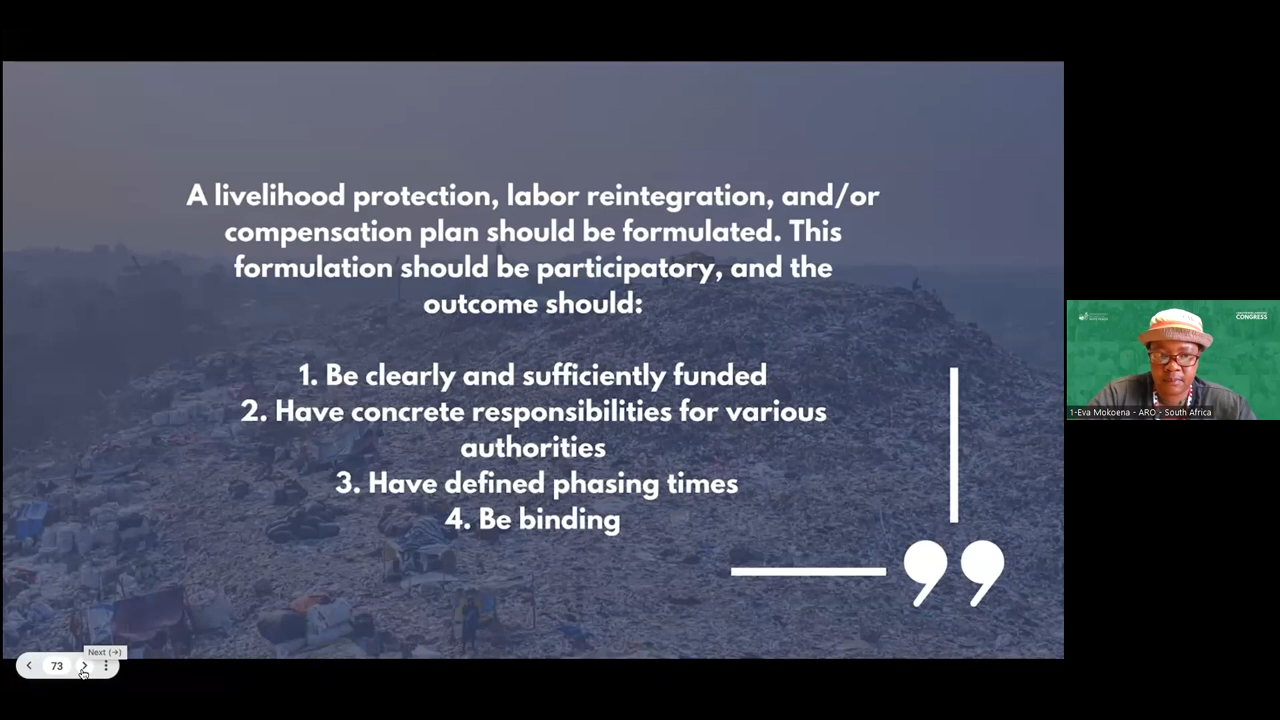 A livelihood protection, labor reintegration, and/or
compensation plan should be formulated. This
formulation should be participatory, and the
outcome should:
1. Be clearly and sufficiently funded
2. Have concrete responsibilities for various
authorities
3. Have defined phasing times
4. Be binding
CONGRESS
1-Eva Mokoena - ARO - South Africa
Next (→)
73